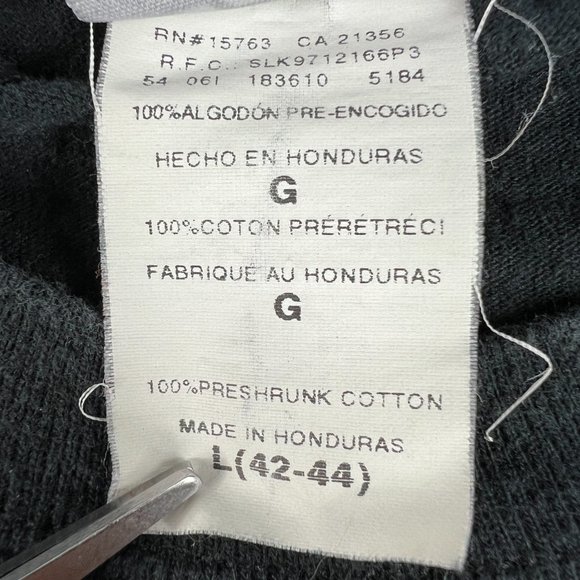 RN#15763 CA 21356
R.F.C.: SLK9712166P3
54 061 183610 5184
100%ALGODÓN PRE-ENCOGIDO
HECHO EN HONDURAS
G
100%COTON PRÉRÉTRÉCI
FABRIQUE AU HONDURAS
G
100%PRESHRUNK COTTON
MADE IN HONDURAS
L(42-44)